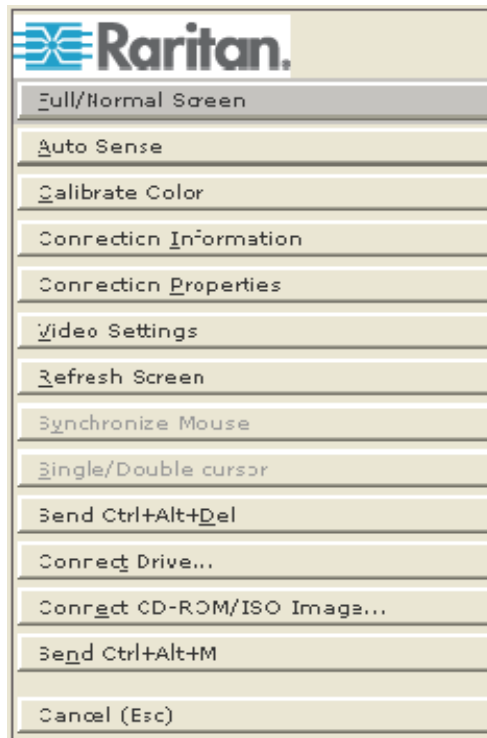 Raritan.
Full/Normal Screen
Auto Sense
Calibrate Color
Connection Information
Connection Properties
Video Settings
Refresh Screen
Synchronize Mouse
Single/Double cursor
Send Ctrl+Alt+Del
Connect Drive...
Connect CD-ROM/ISO Image...
Send Ctrl+Alt+M
Cancel (Esc)